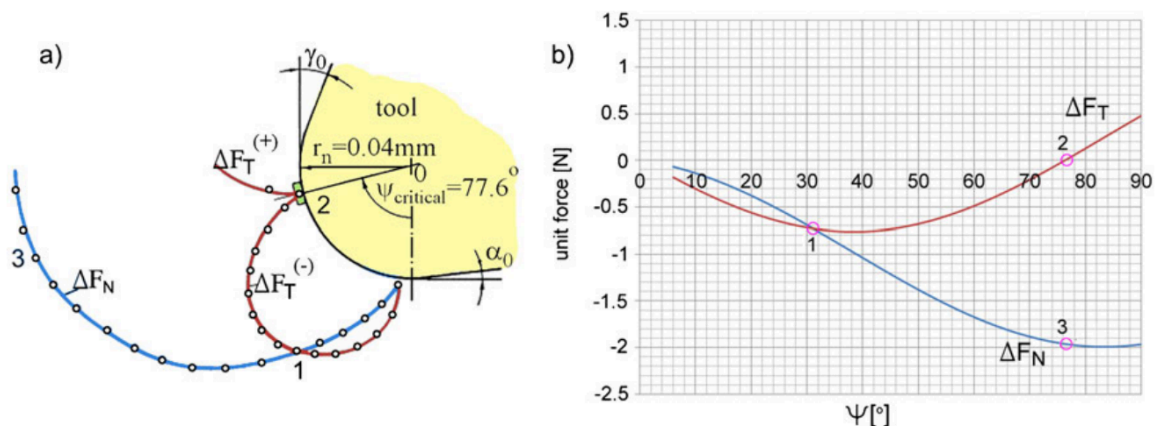 a)
γ0
tool
ΔFT(+)
rn=0.04mm
0
2
ψcritical=77.6°
3
ΔFN
ΔFT(-)
α0
1
b)
1.5
1
0.5
0
-0.5
-1
-1.5
-2
-2.5
unit force [N]
0 10 20 30 40 50 60 70 80 90
ΔFT
2
1
3
ΔFN
Ψ[°]